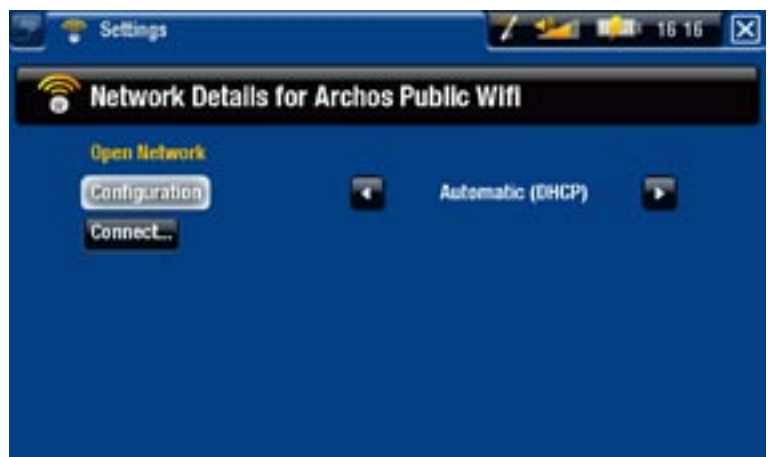 Settings
16 16
Network Details for Archos Public Wifi
Open Network
Configuration
Automatic (DHCP)
Connect...